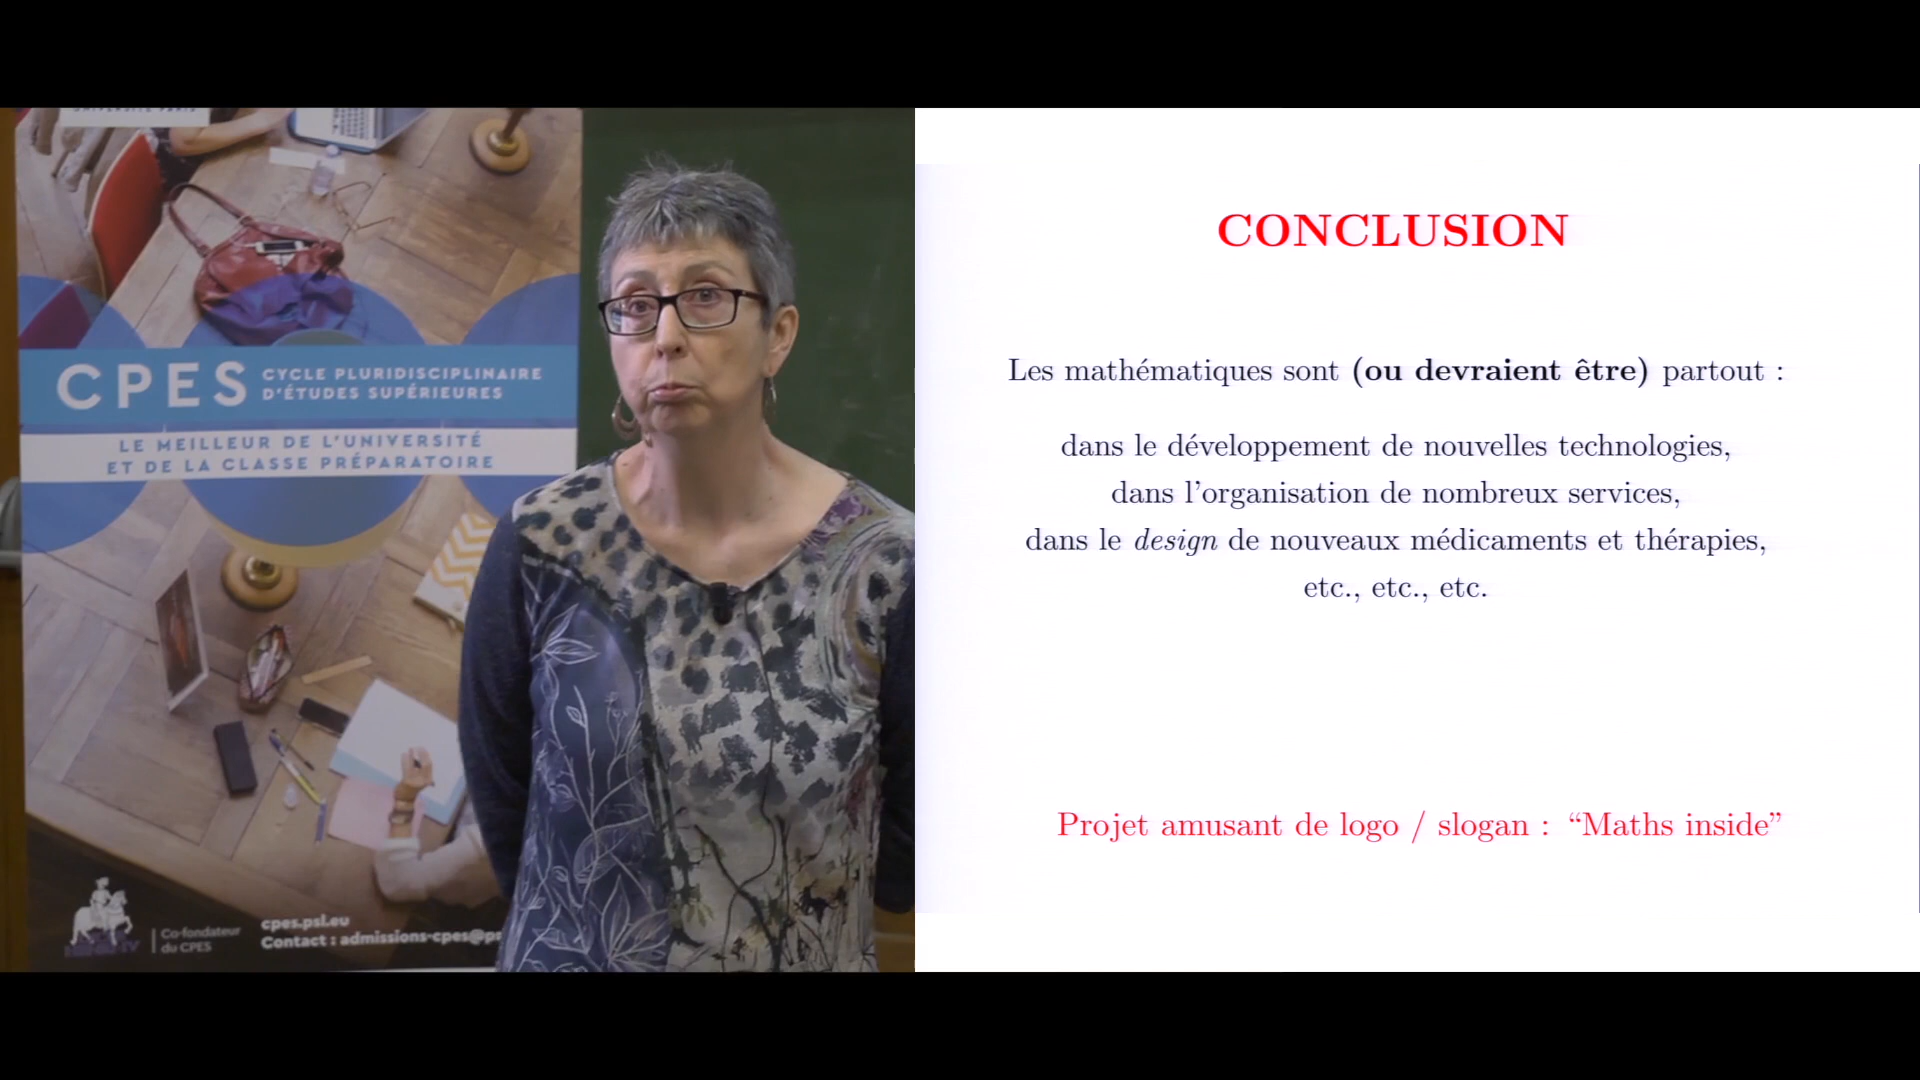 CPES
CYCLE PLURIDISCIPLINAIRE
D'ÉTUDES SUPÉRIEURES
LE MEILLEUR DE L'UNIVERSITÉ
ET DE LA CLASSE PRÉPARATOIRE
Co-fondateur
du CPES
cpes.psl.eu
Contact : admissions-cpes@ps
CONCLUSION
Les mathématiques sont (ou devraient être) partout :
dans le développement de nouvelles technologies,
dans l'organisation de nombreux services,
dans le design de nouveaux médicaments et thérapies,
etc., etc., etc.
Projet amusant de logo / slogan : “Maths inside”